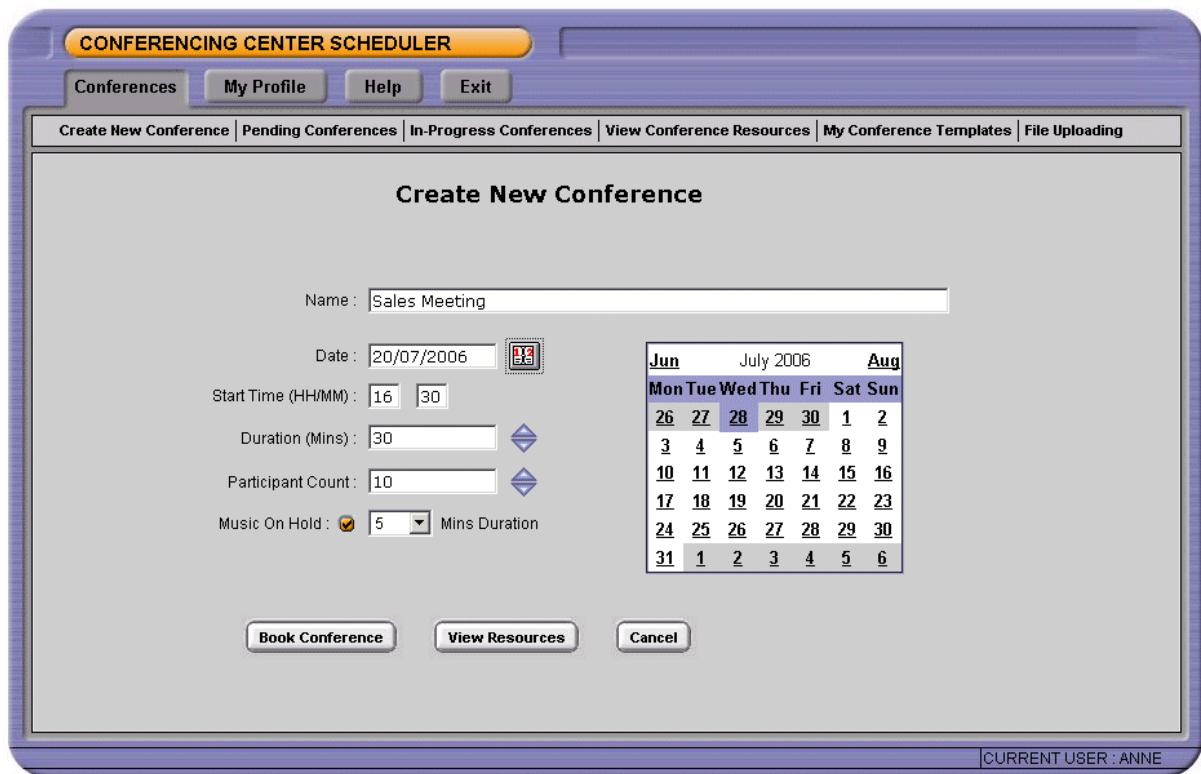 CONFERENCING CENTER SCHEDULER
Conferences My Profile Help Exit
Create New Conference Pending Conferences In-Progress Conferences View Conference Resources My Conference Templates File Uploading
Create New Conference
Name : Sales Meeting
Date : 20/07/2006
Start Time (HH/MM) : 16 30
Duration (Mins) : 30
Participant Count : 10
Music On Hold : 5 Mins Duration
Jun July 2006 Aug
Mon Tue Wed Thu Fri Sat Sun
26 27 28 29 30 1 2
3 4 5 6 7 8 9
10 11 12 13 14 15 16
17 18 19 20 21 22 23
24 25 26 27 28 29 30
31 1 2 3 4 5 6
Book Conference View Resources Cancel
CURRENT USER : ANNE